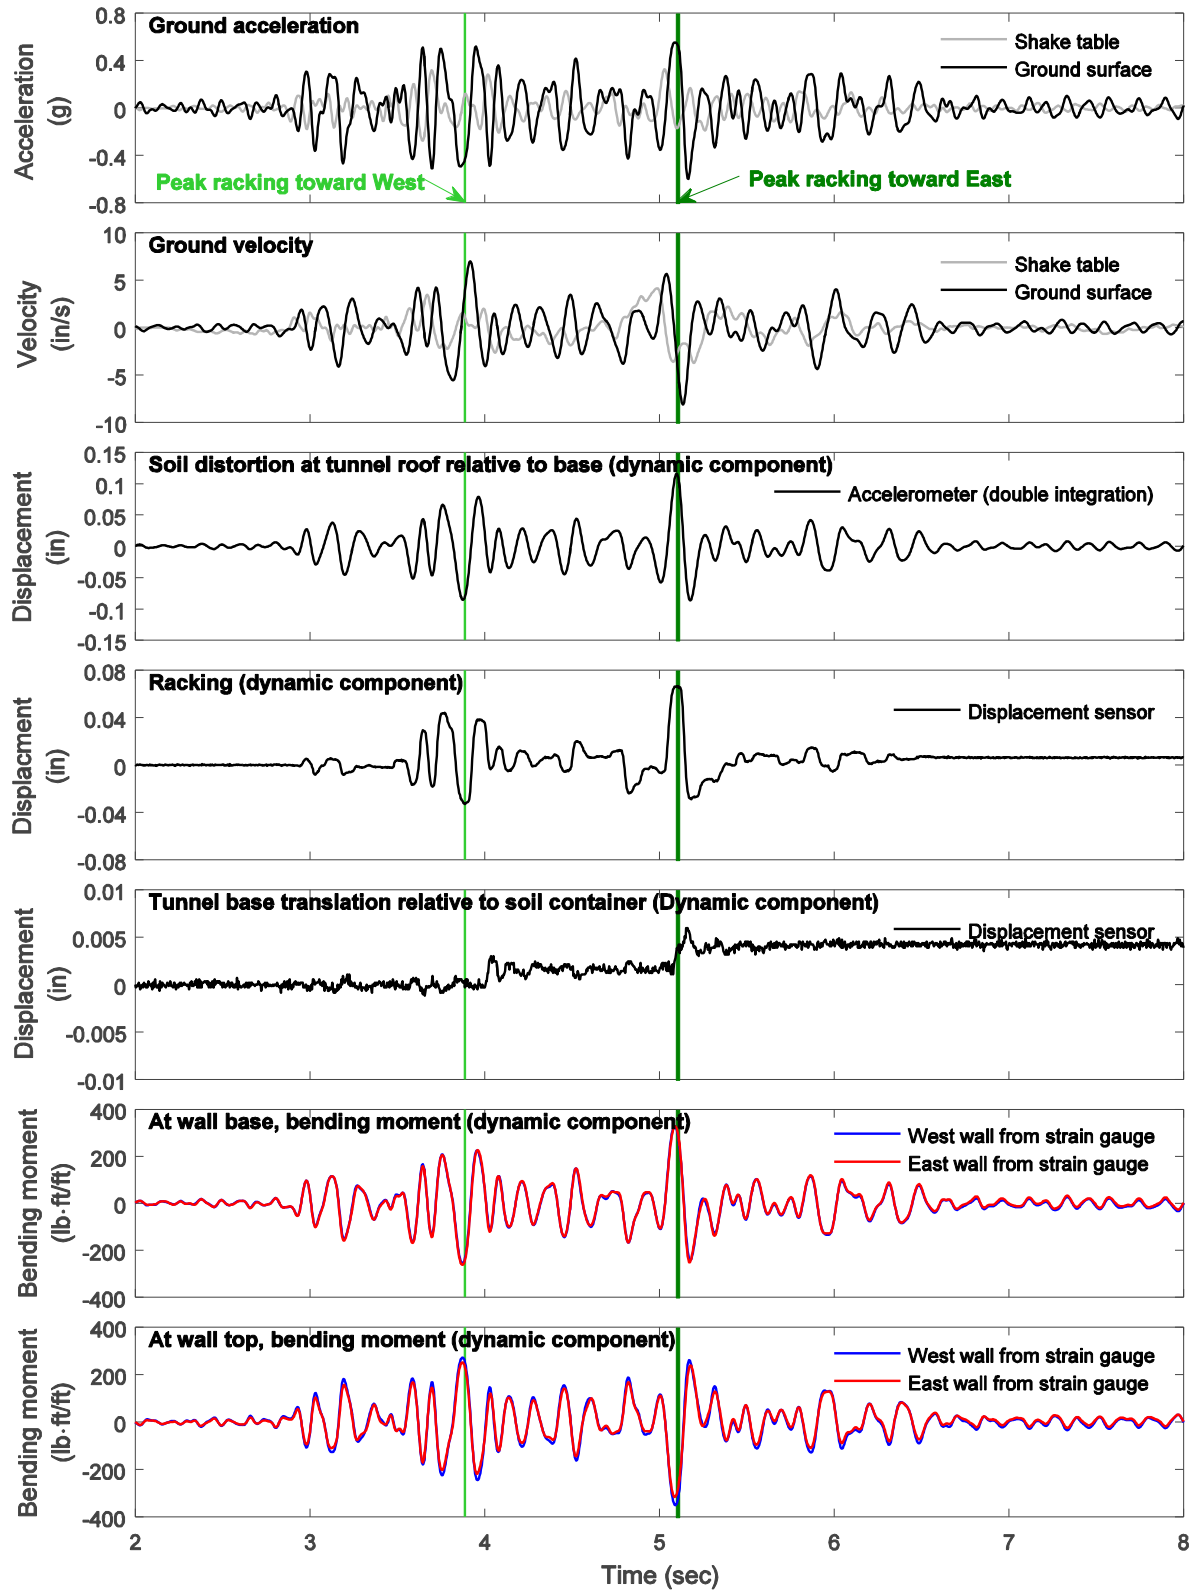 Ground acceleration
Shake table
Ground surface
Peak racking toward West
Peak racking toward East
Acceleration
(g)
0.8
0.4
0
-0.4
-0.8
Ground velocity
Shake table
Ground surface
Velocity
(in/s)
10
5
0
-5
-10
Soil distortion at tunnel roof relative to base (dynamic component)
Accelerometer (double integration)
Displacement
(in)
0.15
0.1
0.05
0
-0.05
-0.1
-0.15
Racking (dynamic component)
Displacement sensor
Displacment
(in)
0.08
0.04
0
-0.04
-0.08
Tunnel base translation relative to soil container (Dynamic component)
Displacement sensor
Displacement
(in)
0.01
0.005
0
-0.005
-0.01
At wall base, bending moment (dynamic component)
West wall from strain gauge
East wall from strain gauge
Bending moment
(lb·ft/ft)
400
200
0
-200
-400
At wall top, bending moment (dynamic component)
West wall from strain gauge
East wall from strain gauge
Bending moment
(lb·ft/ft)
400
200
0
-200
-400
2 3 4 5 6 7 8
Time (sec)